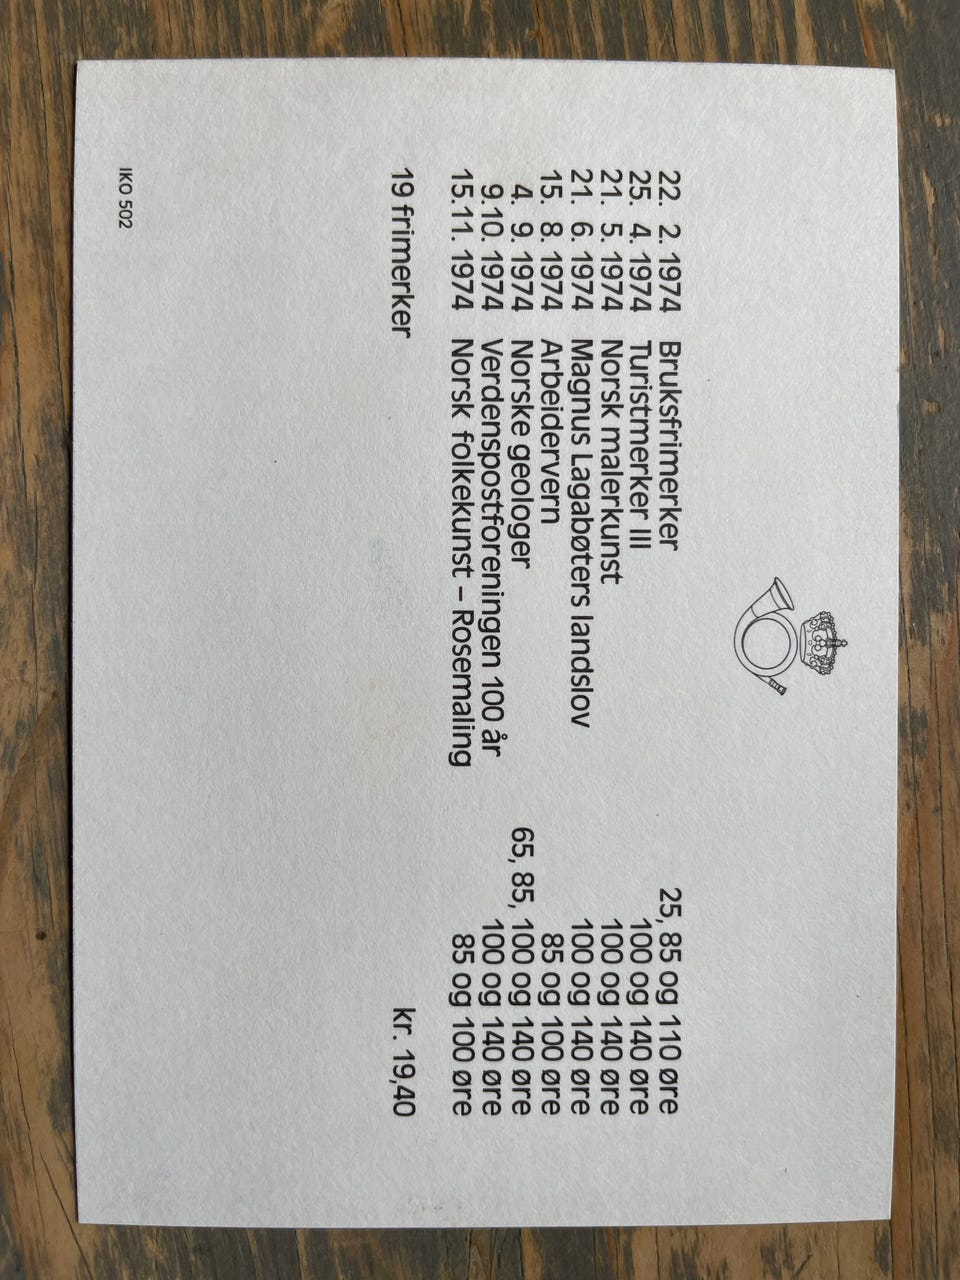 22. 2. 1974 Bruksfrimerker 25, 85 og 110 øre
25. 4. 1974 Turistmerker III 100 og 140 øre
21. 5. 1974 Norsk malerkunst 100 og 140 øre
21. 6. 1974 Magnus Lagabøters landslov 100 og 140 øre
15. 8. 1974 Arbeidervern 85 og 100 øre
4. 9. 1974 Norske geologer 65, 85, 100 og 140 øre
9.10. 1974 Verdenspostforeningen 100 år 100 og 140 øre
15.11. 1974 Norsk folkekunst – Rosemaling 85 og 100 øre
19 frimerker kr. 19,40
IKO 502